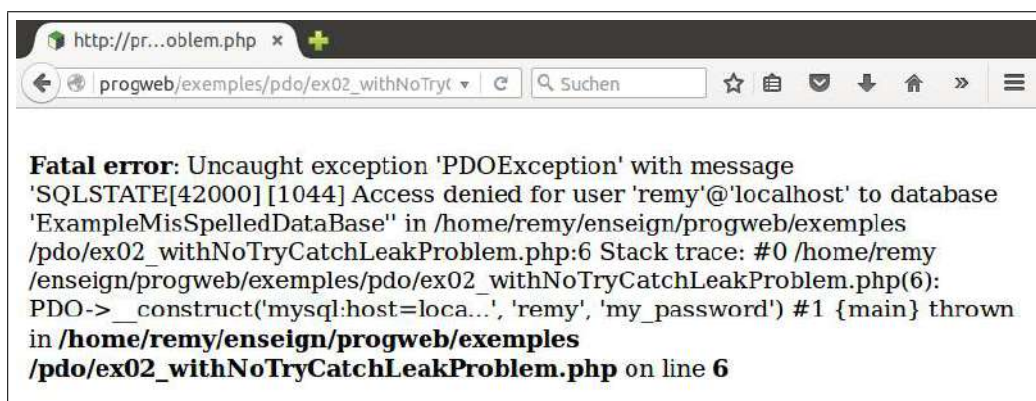 http://pr...oblem.php
progweb/exemples/pdo/ex02_withNoTryC
Suchen
Fatal error: Uncaught exception 'PDOException' with message
'SQLSTATE[42000] [1044] Access denied for user 'remy'@'localhost' to database
'ExampleMisSpelledDataBase'' in /home/remy/enseign/progweb/exemples
/pdo/ex02_withNoTryCatchLeakProblem.php:6 Stack trace: #0 /home/remy
/enseign/progweb/exemples/pdo/ex02_withNoTryCatchLeakProblem.php(6):
PDO->__construct('mysql:host=loca...', 'remy', 'my_password') #1 {main} thrown
in /home/remy/enseign/progweb/exemples
/pdo/ex02_withNoTryCatchLeakProblem.php on line 6